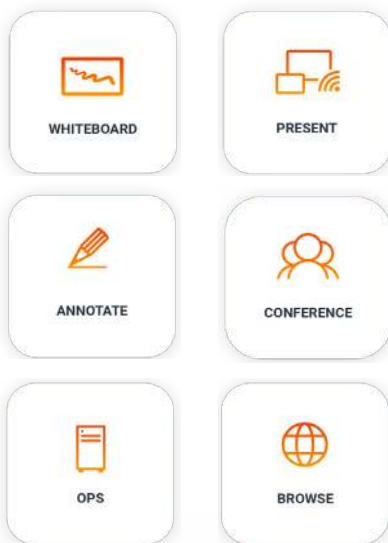 WHITEBOARD
PRESENT
ANNOTATE
CONFERENCE
OPS
BROWSE